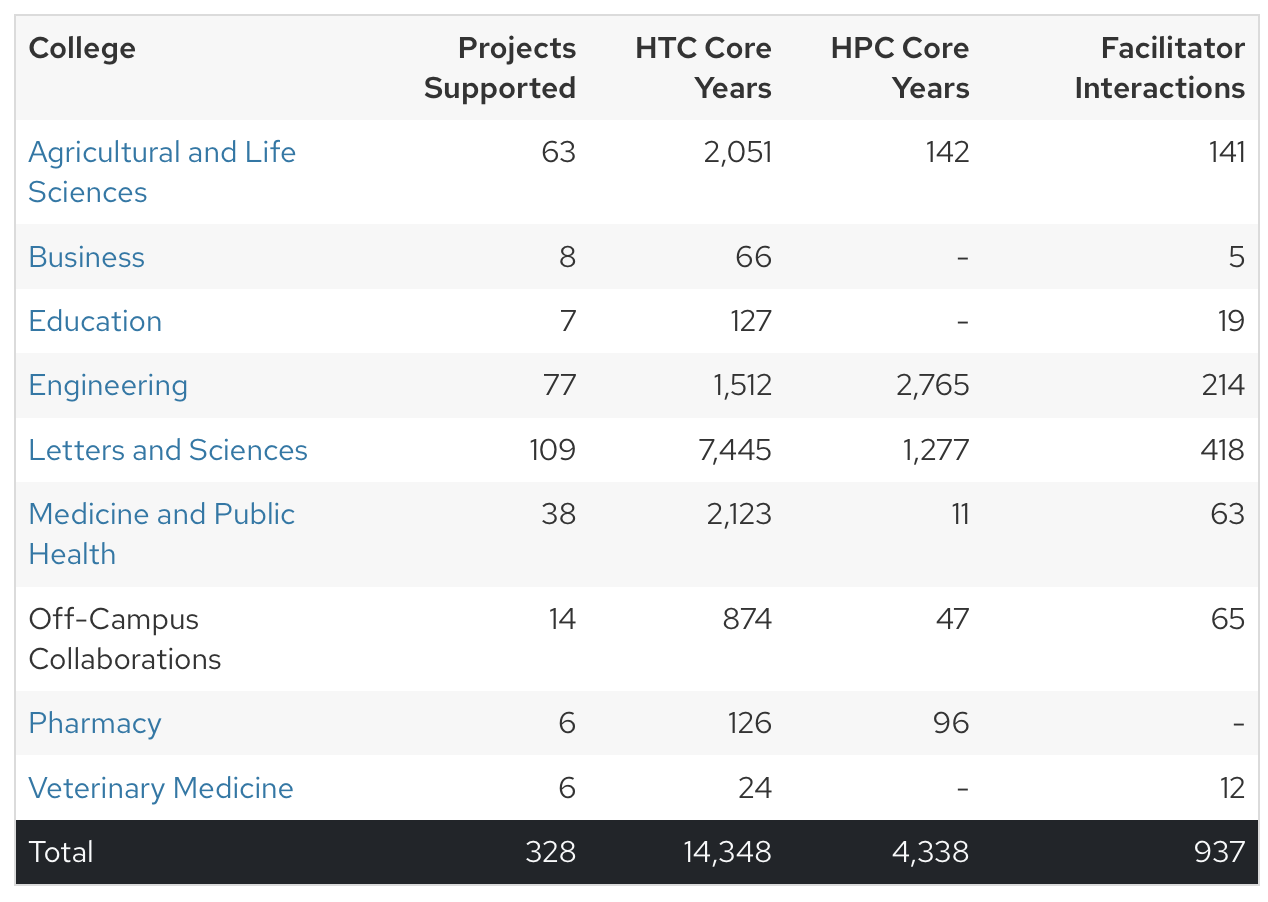 College Projects Supported HTC Core Years HPC Core Years Facilitator Interactions
Agricultural and Life Sciences 63 2,051 142 141
Business 8 66 - 5
Education 7 127 - 19
Engineering 77 1,512 2,765 214
Letters and Sciences 109 7,445 1,277 418
Medicine and Public Health 38 2,123 11 63
Off-Campus Collaborations 14 874 47 65
Pharmacy 6 126 96 -
Veterinary Medicine 6 24 - 12
Total 328 14,348 4,338 937